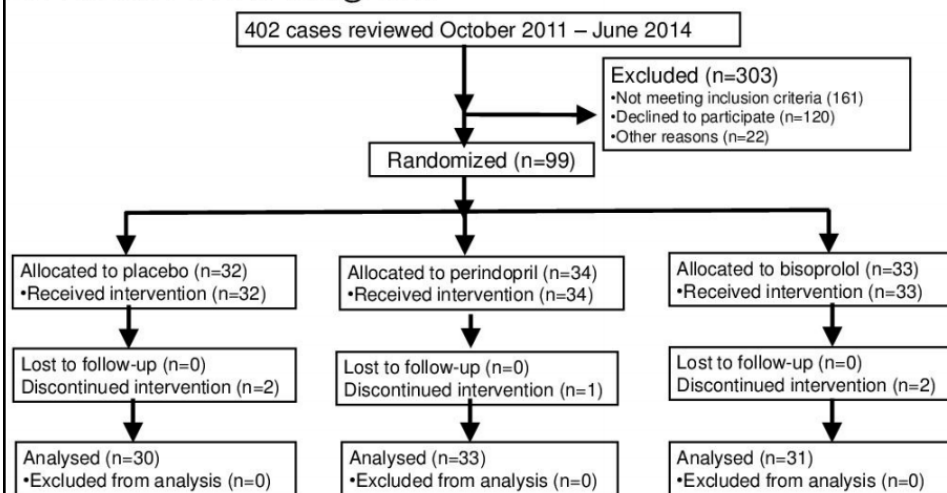 402 cases reviewed October 2011 – June 2014
Excluded (n=303)
•Not meeting inclusion criteria (161)
•Declined to participate (n=120)
•Other reasons (n=22)
Randomized (n=99)
Allocated to placebo (n=32)
•Received intervention (n=32)
Allocated to perindopril (n=34)
•Received intervention (n=34)
Allocated to bisoprolol (n=33)
•Received intervention (n=33)
Lost to follow-up (n=0)
Discontinued intervention (n=2)
Lost to follow-up (n=0)
Discontinued intervention (n=1)
Lost to follow-up (n=0)
Discontinued intervention (n=2)
Analysed (n=30)
•Excluded from analysis (n=0)
Analysed (n=33)
•Excluded from analysis (n=0)
Analysed (n=31)
•Excluded from analysis (n=0)